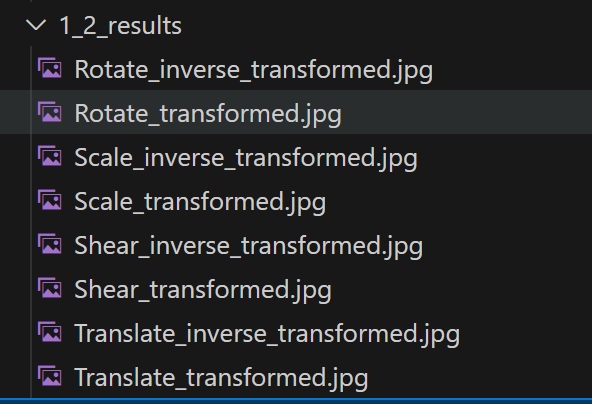 1_2_results
Rotate_inverse_transformed.jpg
Rotate_transformed.jpg
Scale_inverse_transformed.jpg
Scale_transformed.jpg
Shear_inverse_transformed.jpg
Shear_transformed.jpg
Translate_inverse_transformed.jpg
Translate_transformed.jpg